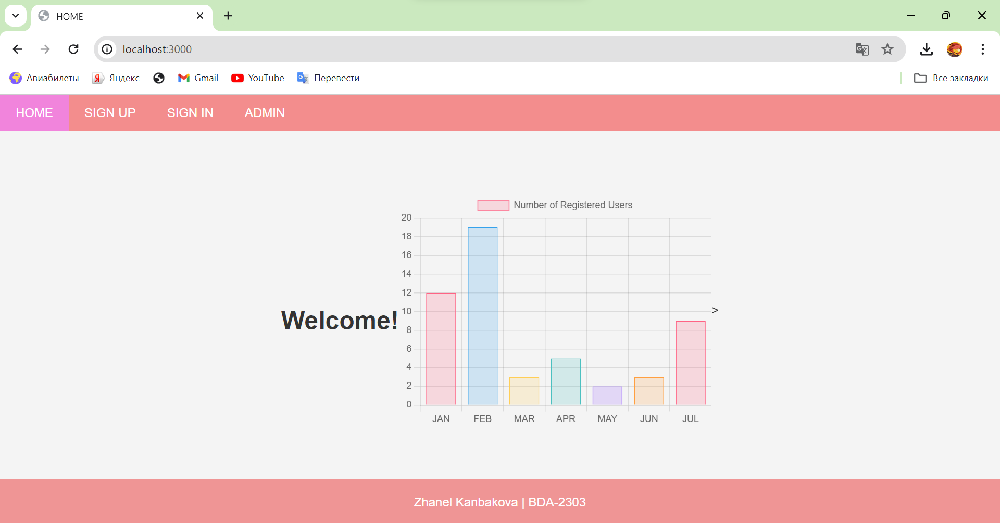 HOME
localhost:3000
Авиабилеты Яндекс Gmail YouTube Перевести Все закладки
HOME SIGN UP SIGN IN ADMIN
Number of Registered Users
20
18
16
14
12
10
8
6
4
2
0
Welcome!
>
JAN FEB MAR APR MAY JUN JUL
Zhanel Kanbakova | BDA-2303